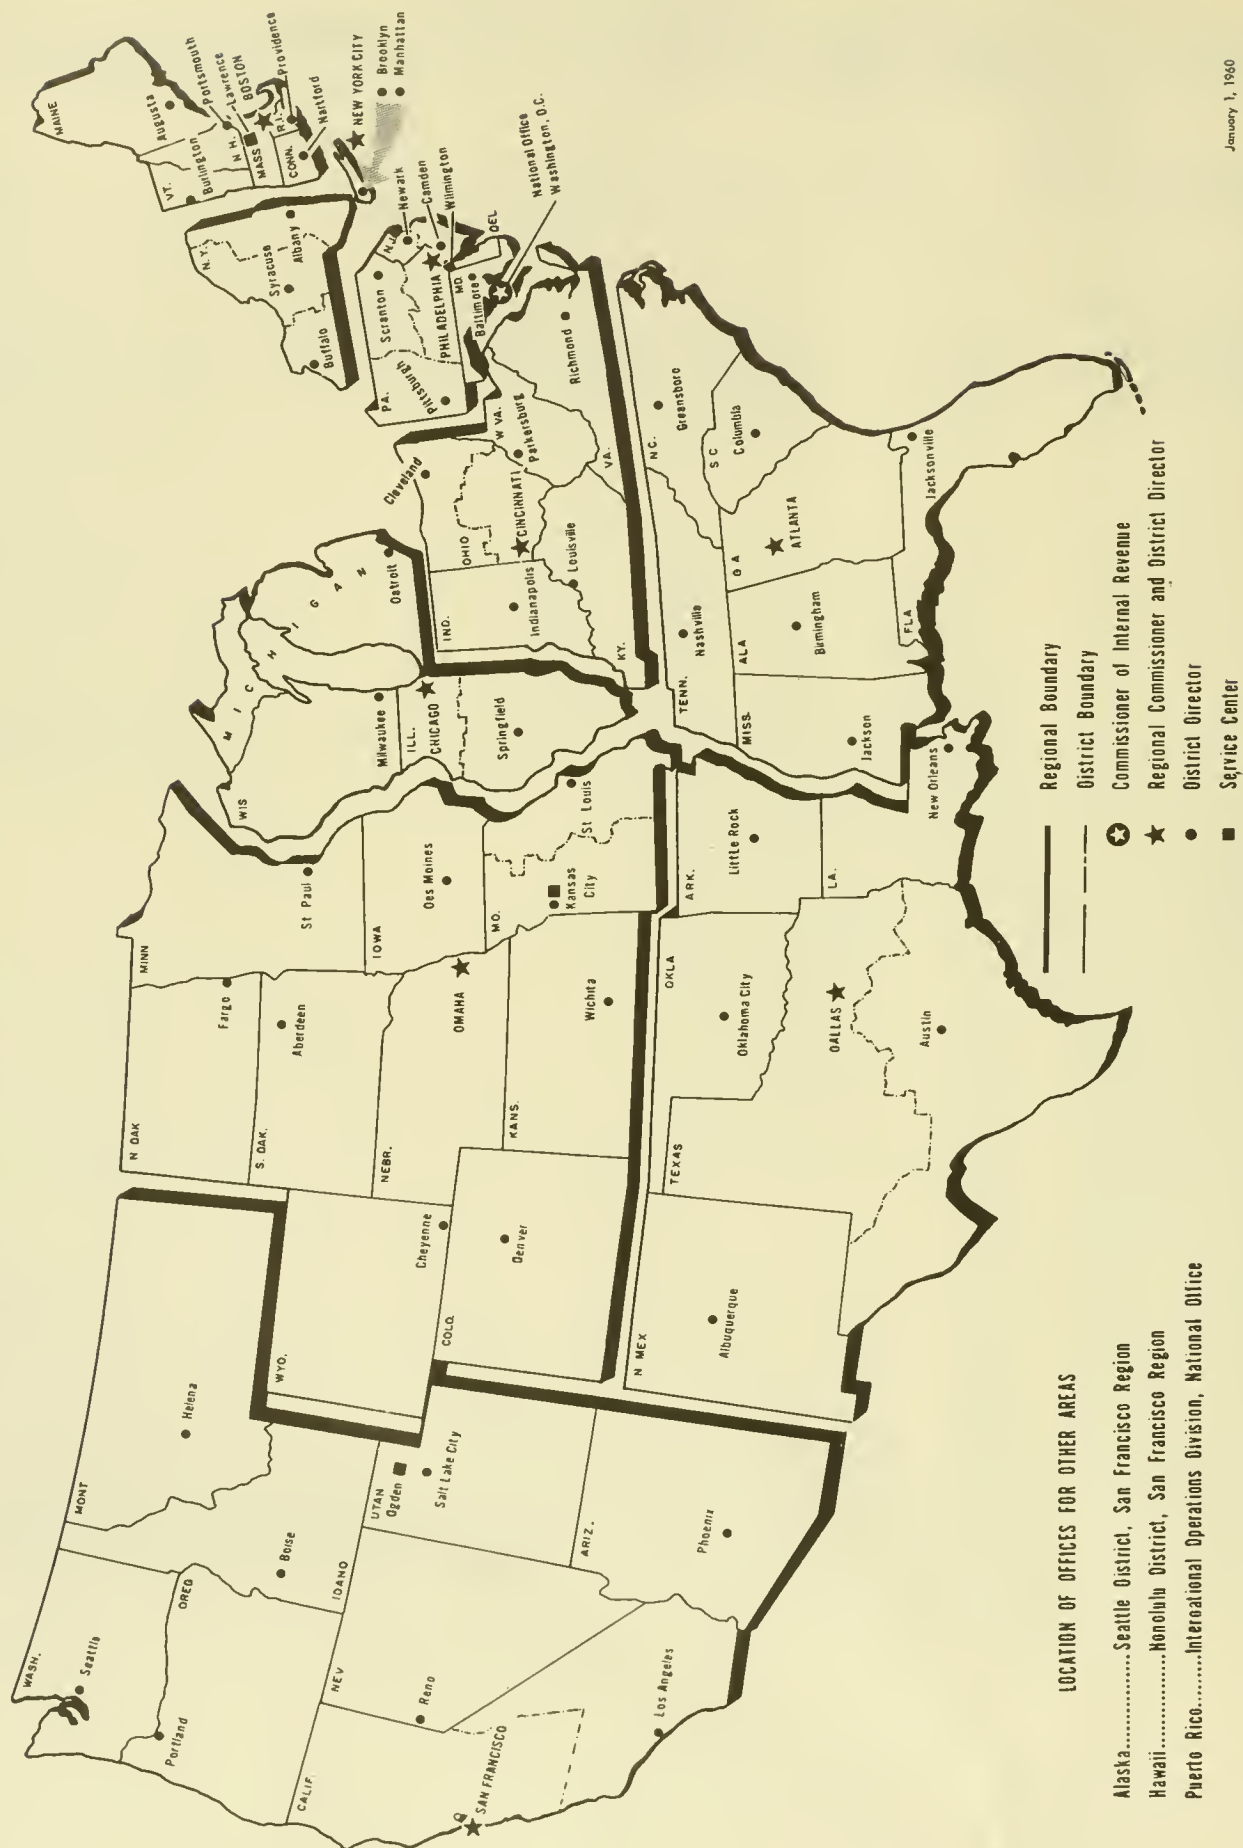 WASH.
Seattle
Portland
OREG
MONT
Helena
Boise
IDAHO
WYO.
Cheyenne
NEV
Reno
CALIF.
SAN FRANCISCO
Los Angeles
UTAN
Ogden
Salt Lake City
ARIZ.
Phoenix
COLO.
Denver
N MEX
Albuquerque
N DAK
Fargo
S. DAK.
Aberdeen
NEBR.
OMAHA
KANS.
Wichita
MINN
St Paul
IOWA
Des Moines
MO.
Kansas
City
St Louis
OKLA
Oklahoma City
TEXAS
DALLAS
Austin
ARK.
Little Rock
LA.
New Orleans
WIS
Milwaukee
MICHIGAN
Detroit
ILL.
CHICAGO
Springfield
IND.
Indianapolis
OHIO
Cleveland
CINCINNATI
KY.
Louisville
W VA.
Parkersburg
VA.
Richmond
TENN.
Nashville
NC.
Greensboro
S C
Columbia
MISS.
Jackson
ALA
Birmingham
G A
ATLANTA
FLA
Jacksonville
N.Y.
Buffalo
Syracuse
Albany
PA.
Pittsburgh
Scranton
PHILADELPHIA
N.J.
Newark
Camden
Wilmington
DEL
MD.
Baltimore
National Office
Washington, D.C.
MAINE
Augusta
VT.
Burlington
N H.
Portsmouth
Lawrence
BOSTON
MASS
R.I.
Providence
CONN.
Hartford
NEW YORK CITY
Brooklyn
Manhattan
LOCATION OF OFFICES FOR OTHER AREAS
Alaska.............Seattle District, San Francisco Region
Hawaii.............Honolulu District, San Francisco Region
Puerto Rico.........International Operations Division, National Office
Regional Boundary
District Boundary
Commissioner of Internal Revenue
Regional Commissioner and District Director
District Director
Service Center
January 1, 1960